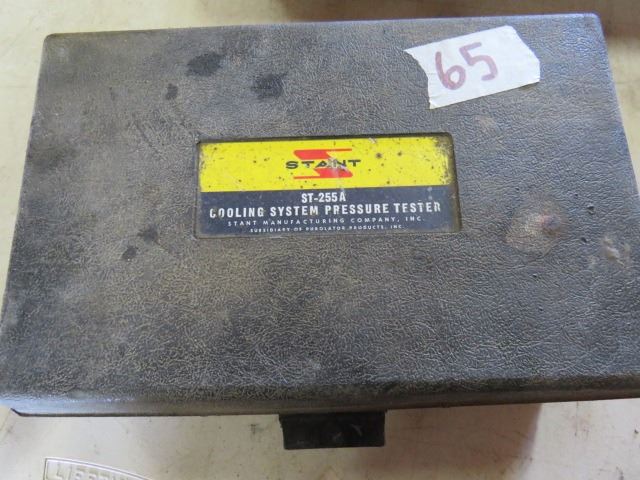 65
STANT
ST-255A
COOLING SYSTEM PRESSURE TESTER
STANT MANUFACTURING COMPANY, INC.
SUBSIDIARY OF PUROLATOR PRODUCTS, INC.